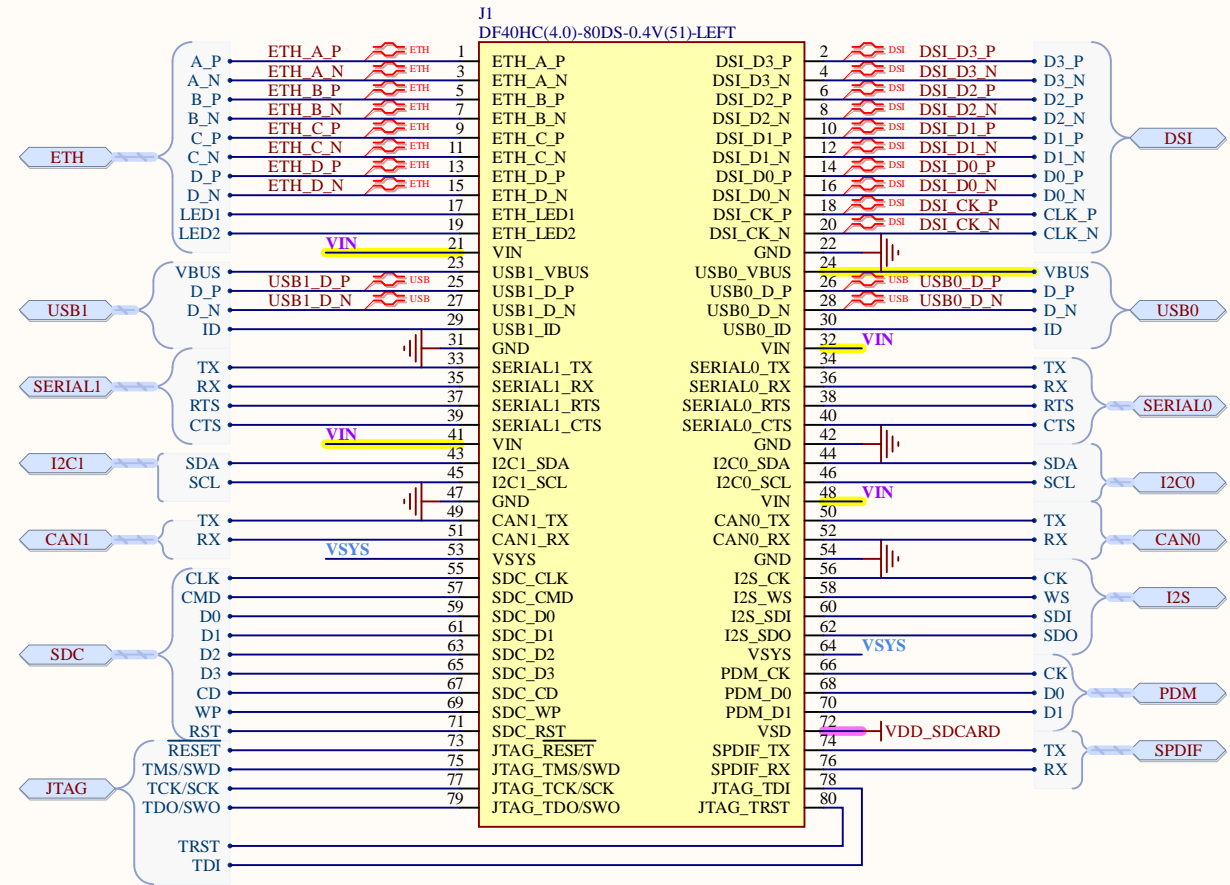 J1
DF40HC(4.0)-80DS-0.4V(51)-LEFT
A_P ETH_A_P ETH 1 ETH_A_P DSI_D3_P 2 DSI DSI_D3_P D3_P
A_N ETH_A_N ETH 3 ETH_A_N DSI_D3_N 4 DSI DSI_D3_N D3_N
B_P ETH_B_P ETH 5 ETH_B_P DSI_D2_P 6 DSI DSI_D2_P D2_P
B_N ETH_B_N ETH 7 ETH_B_N DSI_D2_N 8 DSI DSI_D2_N D2_N
C_P ETH_C_P ETH 9 ETH_C_P DSI_D1_P 10 DSI DSI_D1_P D1_P DSI
ETH C_N ETH_C_N ETH 11 ETH_C_N DSI_D1_N 12 DSI DSI_D1_N D1_N
D_P ETH_D_P ETH 13 ETH_D_P DSI_D0_P 14 DSI DSI_D0_P D0_P
D_N ETH_D_N ETH 15 ETH_D_N DSI_D0_N 16 DSI DSI_D0_N D0_N
LED1 17 ETH_LED1 DSI_CK_P 18 DSI DSI_CK_P CLK_P
LED2 19 ETH_LED2 DSI_CK_N 20 DSI DSI_CK_N CLK_N
VIN 21 VIN GND 22
VBUS 23 USB1_VBUS USB0_VBUS 24 VBUS
D_P USB1_D_P USB 25 USB1_D_P USB0_D_P 26 USB USB0_D_P D_P
USB1 D_N USB1_D_N USB 27 USB1_D_N USB0_D_N 28 USB USB0_D_N D_N USB0
ID 29 USB1_ID USB0_ID 30 ID
31 GND VIN 32 VIN
TX 33 SERIAL1_TX SERIAL0_TX 34 TX
SERIAL1 RX 35 SERIAL1_RX SERIAL0_RX 36 RX
RTS 37 SERIAL1_RTS SERIAL0_RTS 38 RTS SERIAL0
CTS 39 SERIAL1_CTS SERIAL0_CTS 40 CTS
VIN 41 VIN GND 42
I2C1 SDA 43 I2C1_SDA I2C0_SDA 44 SDA
SCL 45 I2C1_SCL I2C0_SCL 46 SCL I2C0
47 GND VIN 48 VIN
TX 49 CAN1_TX CAN0_TX 50 TX
CAN1 RX 51 CAN1_RX CAN0_RX 52 RX CAN0
VSYS 53 VSYS GND 54
CLK 55 SDC_CLK I2S_CK 56 CK
CMD 57 SDC_CMD I2S_WS 58 WS I2S
D0 59 SDC_D0 I2S_SDI 60 SDI
D1 61 SDC_D1 I2S_SDO 62 SDO
SDC D2 63 SDC_D2 VSYS 64 VSYS
D3 65 SDC_D3 PDM_CK 66 CK
CD 67 SDC_CD PDM_D0 68 D0 PDM
WP 69 SDC_WP PDM_D1 70 D1
RST 71 SDC_RST VSD 72 VDD_SDCARD
RESET 73 JTAG_RESET SPDIF_TX 74 TX SPDIF
TMS/SWD 75 JTAG_TMS/SWD SPDIF_RX 76 RX
JTAG TCK/SCK 77 JTAG_TCK/SCK JTAG_TDI 78
TDO/SWO 79 JTAG_TDO/SWO JTAG_TRST 80
TRST
TDI